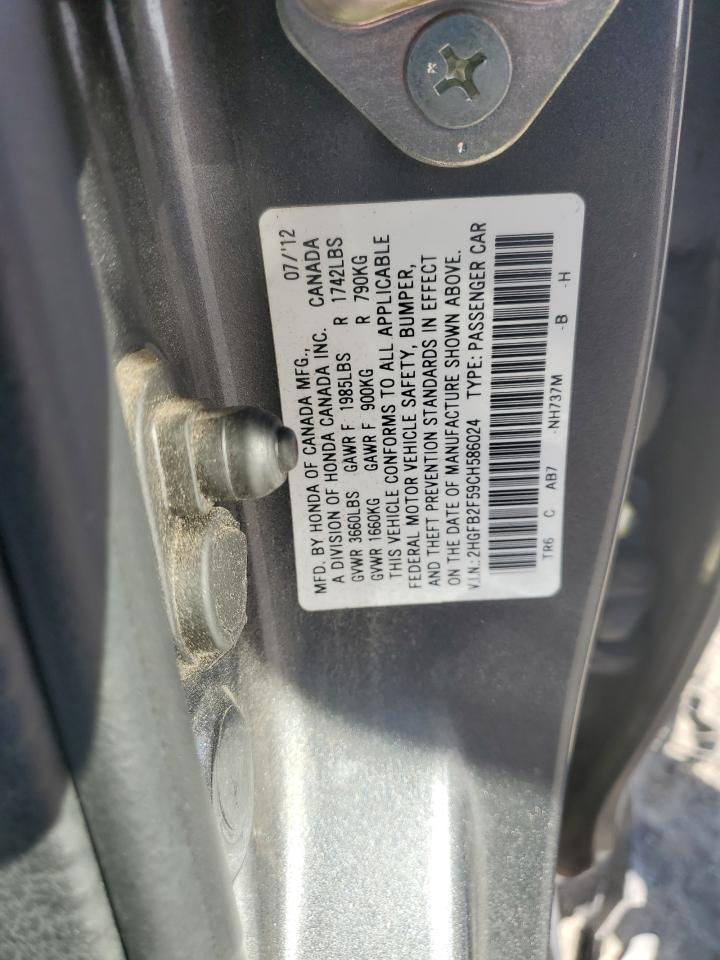 MFD. BY HONDA OF CANADA MFG., 07/'12
A DIVISION OF HONDA CANADA INC. CANADA
GVWR 3660LBS GAWR F 1985LBS R 1742LBS
GVWR 1660KG GAWR F 900KG R 790KG
THIS VEHICLE CONFORMS TO ALL APPLICABLE
FEDERAL MOTOR VEHICLE SAFETY, BUMPER,
AND THEFT PREVENTION STANDARDS IN EFFECT
ON THE DATE OF MANUFACTURE SHOWN ABOVE.
V.I.N.: 2HGFB2F59CH586024 TYPE: PASSENGER CAR
TR6 C AB7 -NH737M -B -H